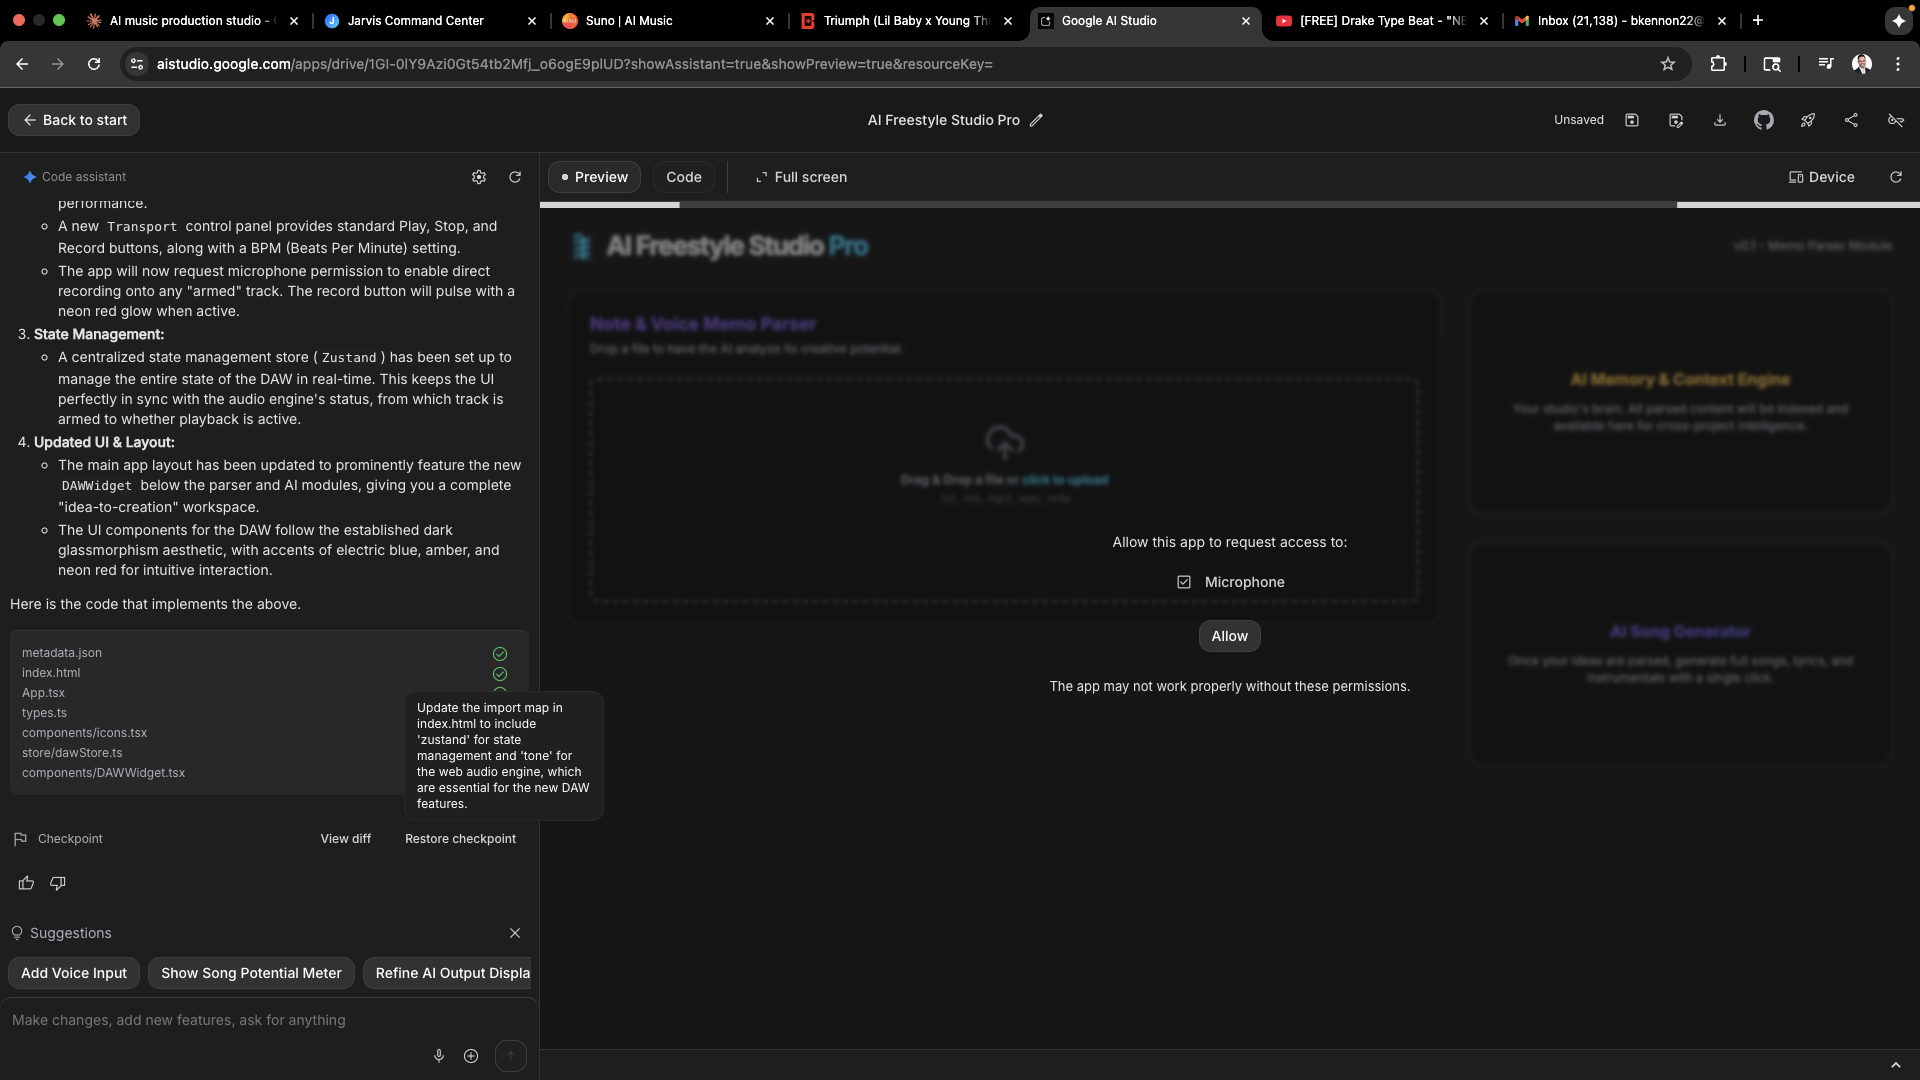 AI music production studio -
Jarvis Command Center
Suno | AI Music
Triumph (Lil Baby x Young Th
Google AI Studio
[FREE] Drake Type Beat - "NE
Inbox (21,138) - bkennon22@
aistudio.google.com/apps/drive/1GI-0IY9Azi0Gt54tb2Mfj_o6ogE9pIUD?showAssistant=true&showPreview=true&resourceKey=
Back to start
AI Freestyle Studio Pro
Unsaved
Code assistant
Preview
Code
Full screen
Device
performance.
A new Transport control panel provides standard Play, Stop, and
Record buttons, along with a BPM (Beats Per Minute) setting.
The app will now request microphone permission to enable direct
recording onto any "armed" track. The record button will pulse with a
neon red glow when active.
3. State Management:
A centralized state management store ( Zustand ) has been set up to
manage the entire state of the DAW in real-time. This keeps the UI
perfectly in sync with the audio engine's status, from which track is
armed to whether playback is active.
4. Updated UI & Layout:
The main app layout has been updated to prominently feature the new
DAWWidget below the parser and AI modules, giving you a complete
"idea-to-creation" workspace.
The UI components for the DAW follow the established dark
glassmorphism aesthetic, with accents of electric blue, amber, and
neon red for intuitive interaction.
Here is the code that implements the above.
metadata.json
index.html
App.tsx
types.ts
components/icons.tsx
store/dawStore.ts
components/DAWWidget.tsx
Update the import map in
index.html to include
'zustand' for state
management and 'tone' for
the web audio engine, which
are essential for the new DAW
features.
Checkpoint
View diff
Restore checkpoint
Suggestions
Add Voice Input
Show Song Potential Meter
Refine AI Output Displa
Make changes, add new features, ask for anything
AI Freestyle Studio Pro
v0.1 - Memo Parser Module
Note & Voice Memo Parser
Drop a file to have the AI analyze its creative potential.
Drag & Drop a file or click to upload
Allow this app to request access to:
Microphone
Allow
The app may not work properly without these permissions.
AI Memory & Context Engine
Your studio's brain. All parsed content will be indexed and
available here for cross-project intelligence.
AI Song Generator
Once your ideas are parsed, generate full songs, lyrics, and
instrumentals with a single click.